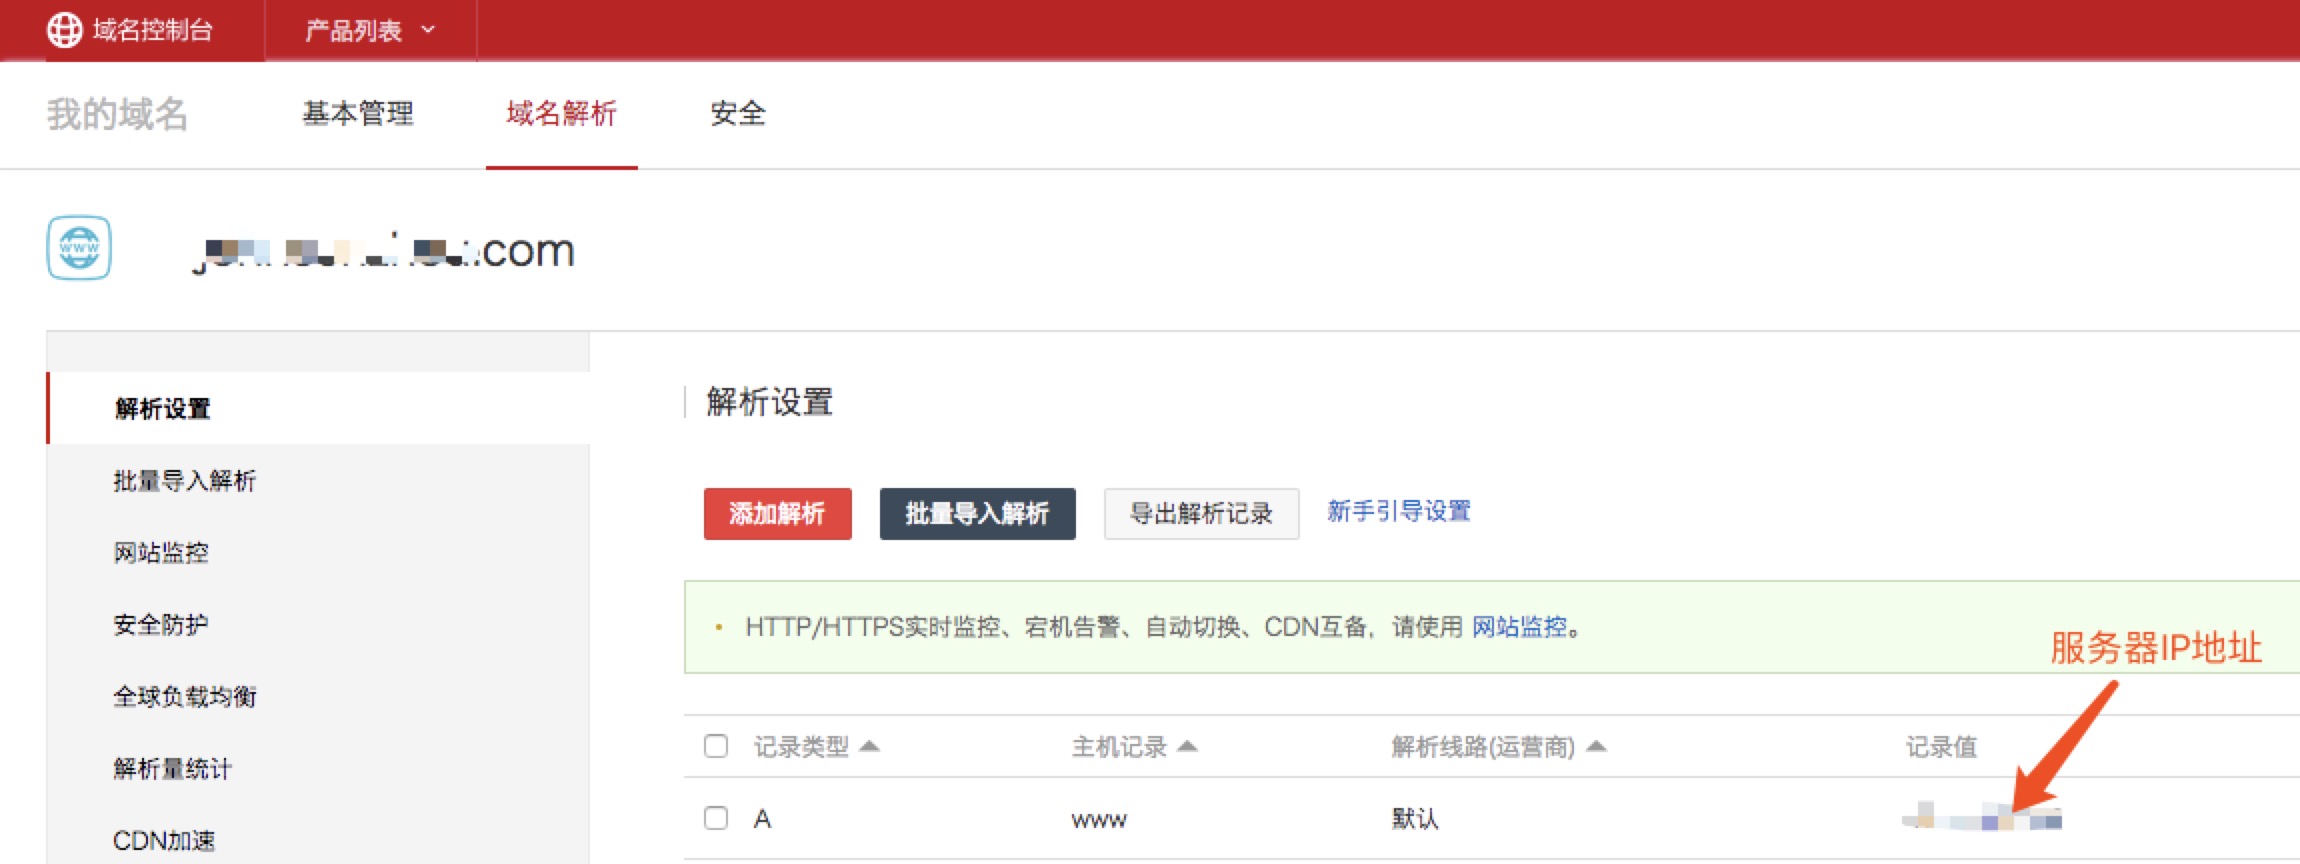 域名控制台 产品列表
我的域名 基本管理 域名解析 安全
www
.com
解析设置
批量导入解析
网站监控
安全防护
全球负载均衡
解析量统计
CDN加速
解析设置
添加解析 批量导入解析 导出解析记录 新手引导设置
HTTP/HTTPS实时监控、宕机告警、自动切换、CDN互备，请使用 网站监控。
服务器IP地址
记录类型 主机记录 解析线路(运营商) 记录值
A www 默认